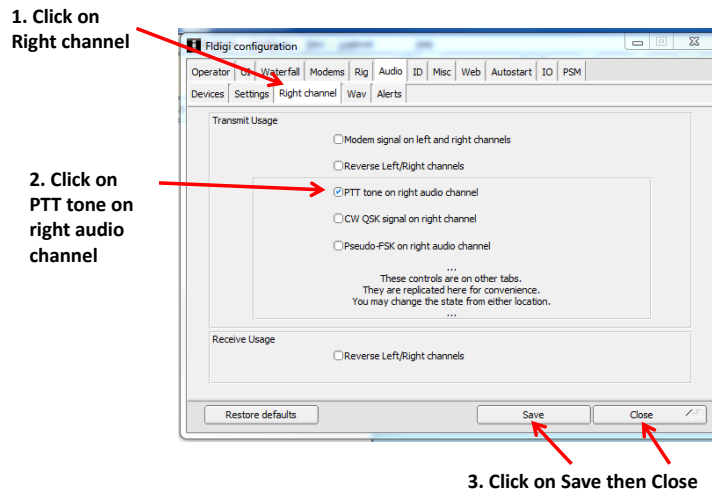 1. Click on
Right channel
Fldigi configuration
Operator UI Waterfall Modems Rig Audio ID Misc Web Autostart IO PSM
Devices Settings Right channel Wav Alerts
Transmit Usage
Modem signal on left and right channels
Reverse Left/Right channels
2. Click on
PTT tone on
right audio
channel
PTT tone on right audio channel
CW QSK signal on right channel
Pseudo-FSK on right audio channel
...
These controls are on other tabs.
They are replicated here for convenience.
You may change the state from either location.
...
Receive Usage
Reverse Left/Right channels
Restore defaults Save Close
3. Click on Save then Close